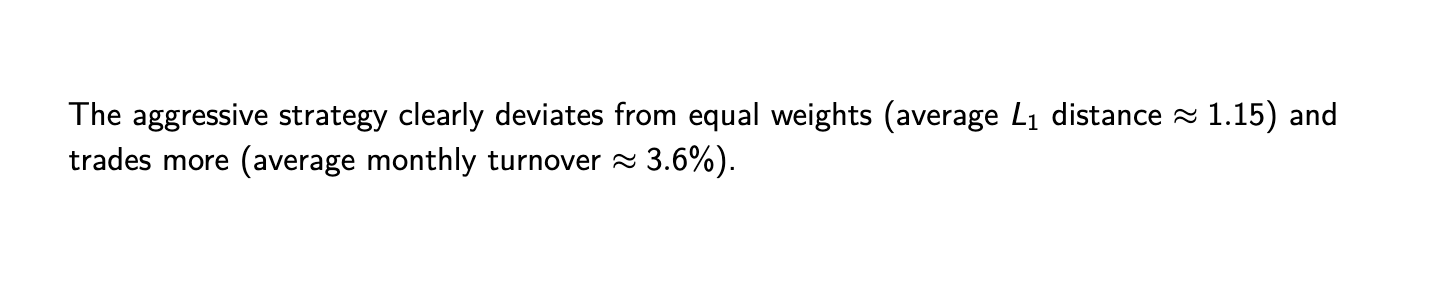 The aggressive strategy clearly deviates from equal weights (average L₁ distance ≈ 1.15) and
trades more (average monthly turnover ≈ 3.6%).